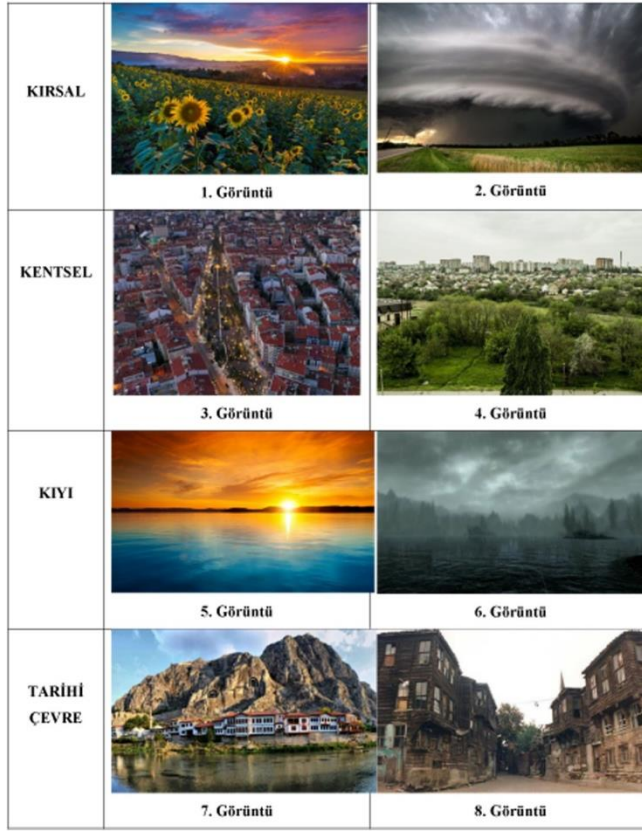 KIRSAL
1. Görüntü
2. Görüntü
KENTSEL
3. Görüntü
4. Görüntü
KIYI
5. Görüntü
6. Görüntü
TARİHİ
ÇEVRE
7. Görüntü
8. Görüntü